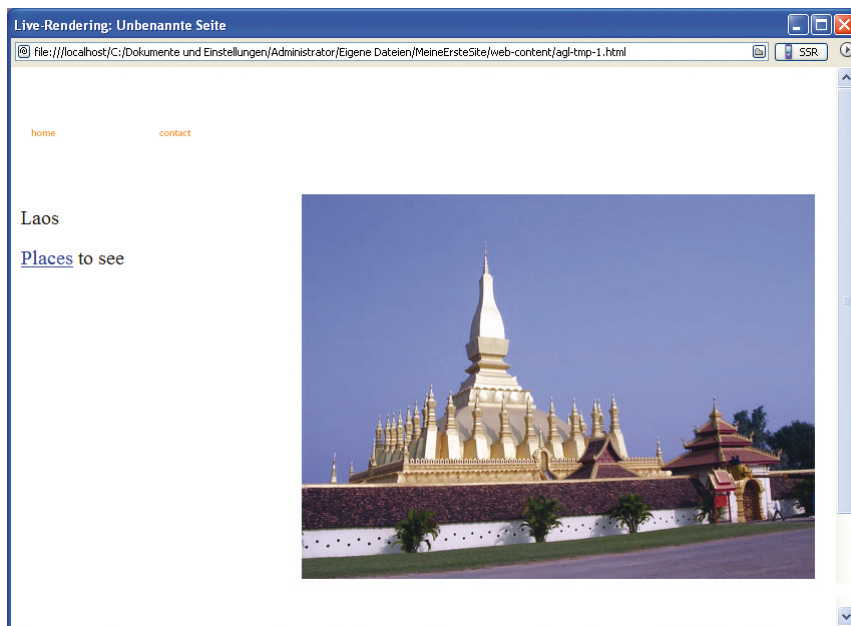 Live-Rendering: Unbenannte Seite
file:///localhost/C:/Dokumente und Einstellungen/Administrator/Eigene Dateien/MeineErsteSite/web-content/agl-tmp-1.html
SSR
home contact
Laos
Places to see